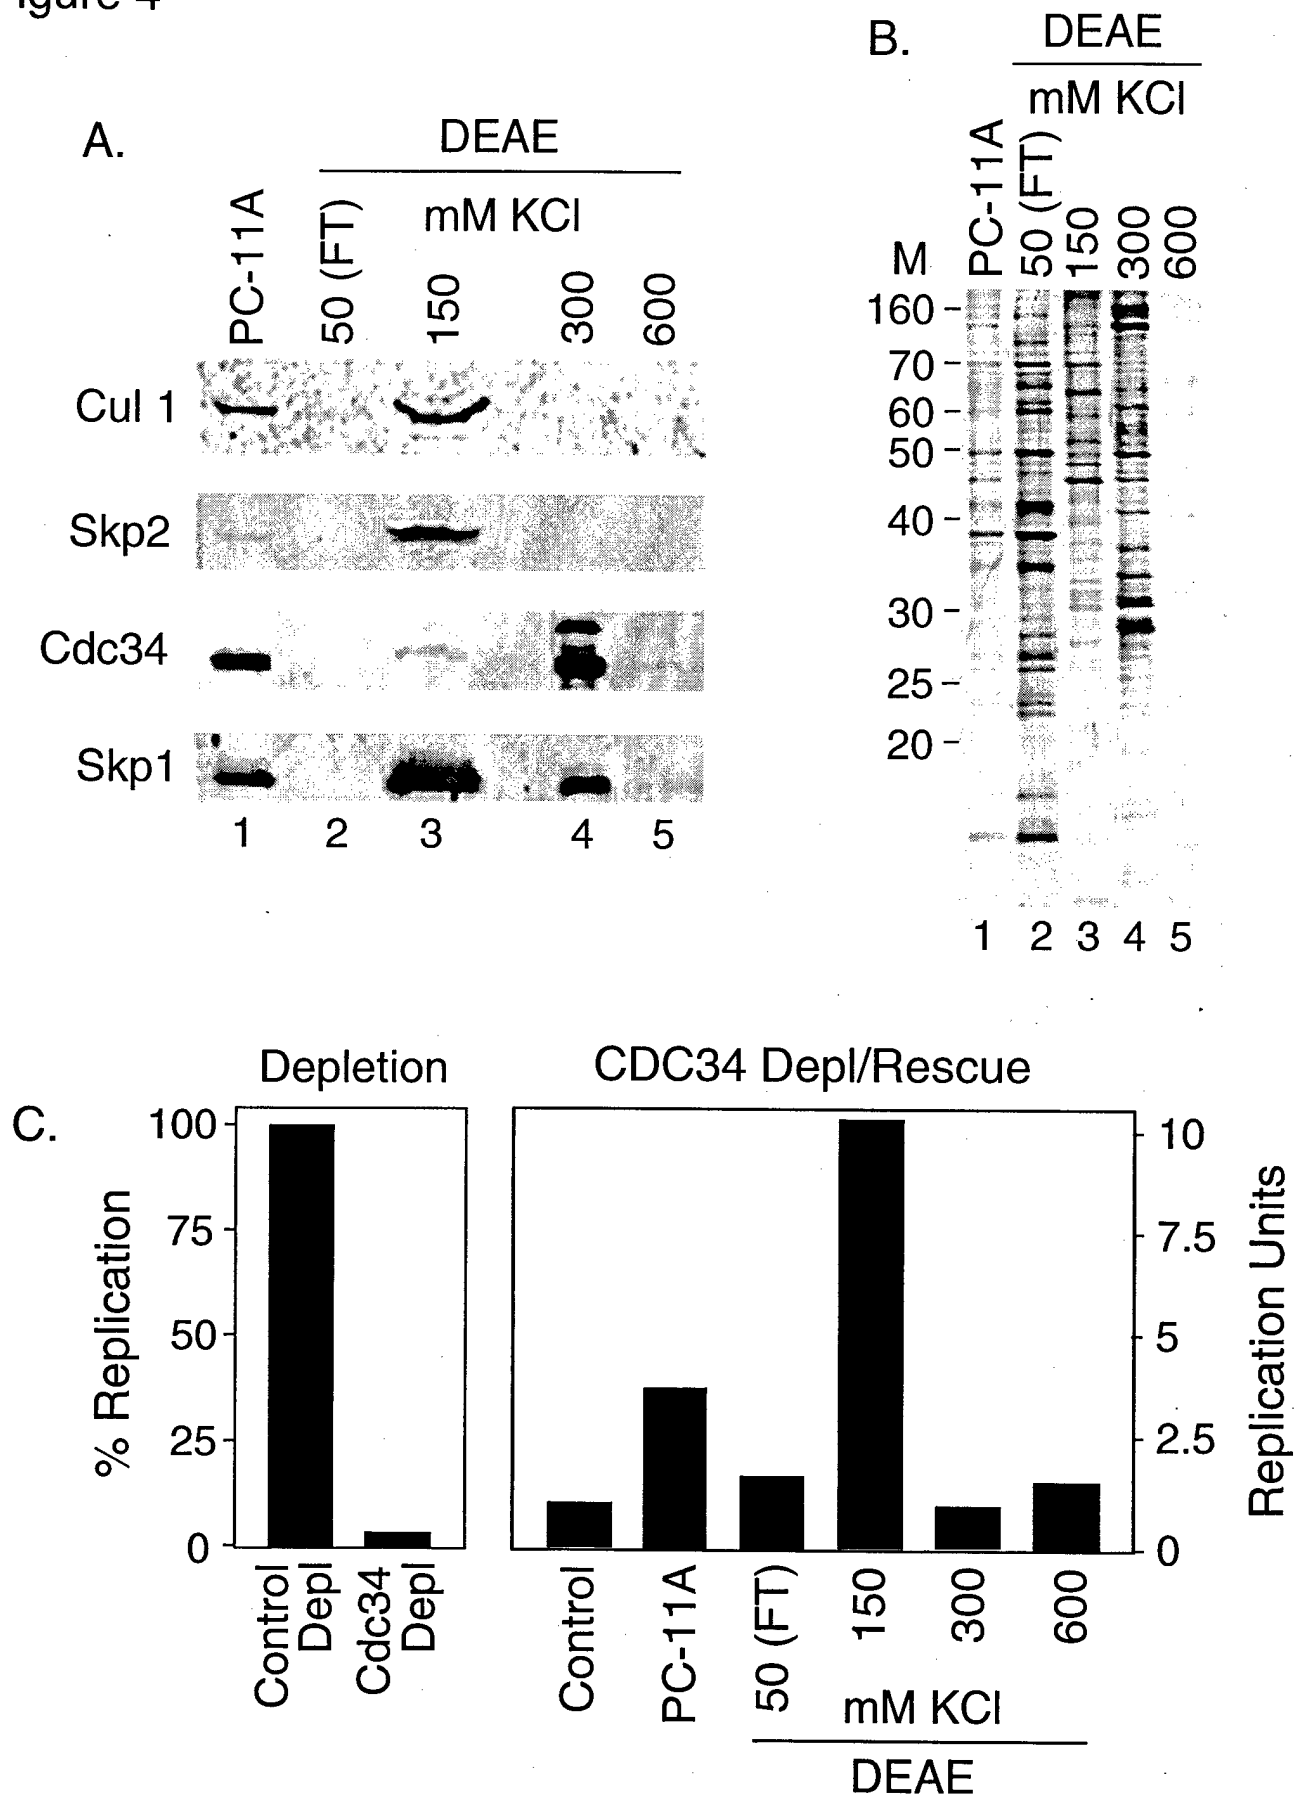 igure 4
A.
DEAE
mM KCl
PC-11A
50 (FT)
150
300
600
Cul 1
Skp2
Cdc34
Skp1
1 2 3 4 5
B.
DEAE
mM KCl
M
PC-11A
50 (FT)
150
300
600
160
70
60
50
40
30
25
20
1 2 3 4 5
C.
Depletion
% Replication
100
75
50
25
0
Control Depl
Cdc34 Depl
CDC34 Depl/Rescue
10
7.5
5
2.5
0
Replication Units
Control
PC-11A
50 (FT)
150
300
600
mM KCl
DEAE